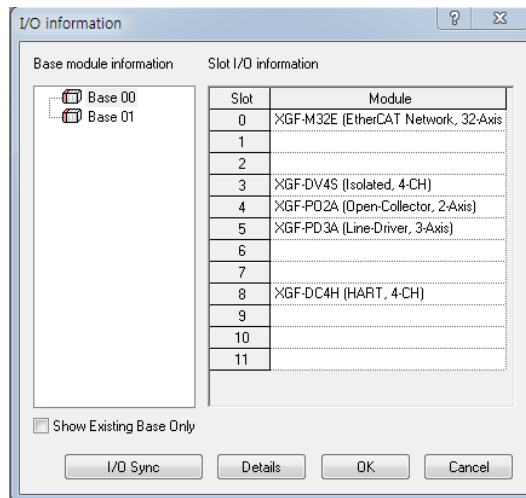 I/O information
Base module information
Slot I/O information
Base 00
Base 01
Slot Module
0 XGF-M32E (EtherCAT Network, 32-Axis
1
2
3 XGF-DV4S (Isolated, 4-CH)
4 XGF-PO2A (Open-Collector, 2-Axis)
5 XGF-PD3A (Line-Driver, 3-Axis)
6
7
8 XGF-DC4H (HART, 4-CH)
9
10
11
Show Existing Base Only
I/O Sync Details OK Cancel